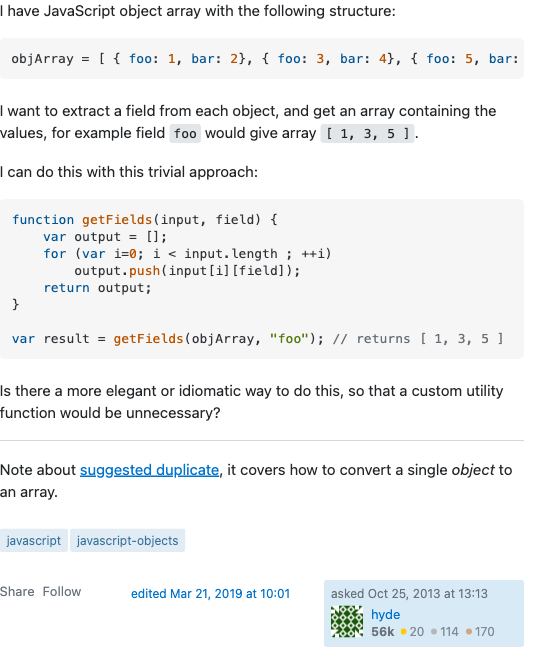 I have JavaScript object array with the following structure:
objArray = [ { foo: 1, bar: 2}, { foo: 3, bar: 4}, { foo: 5, bar:
I want to extract a field from each object, and get an array containing the
values, for example field foo would give array [ 1, 3, 5 ].
I can do this with this trivial approach:
function getFields(input, field) {
    var output = [];
    for (var i=0; i < input.length ; ++i)
        output.push(input[i][field]);
    return output;
}
var result = getFields(objArray, "foo"); // returns [ 1, 3, 5 ]
Is there a more elegant or idiomatic way to do this, so that a custom utility
function would be unnecessary?
Note about suggested duplicate, it covers how to convert a single object to
an array.
javascript javascript-objects
Share Follow edited Mar 21, 2019 at 10:01 asked Oct 25, 2013 at 13:13
hyde
56k 20 114 170